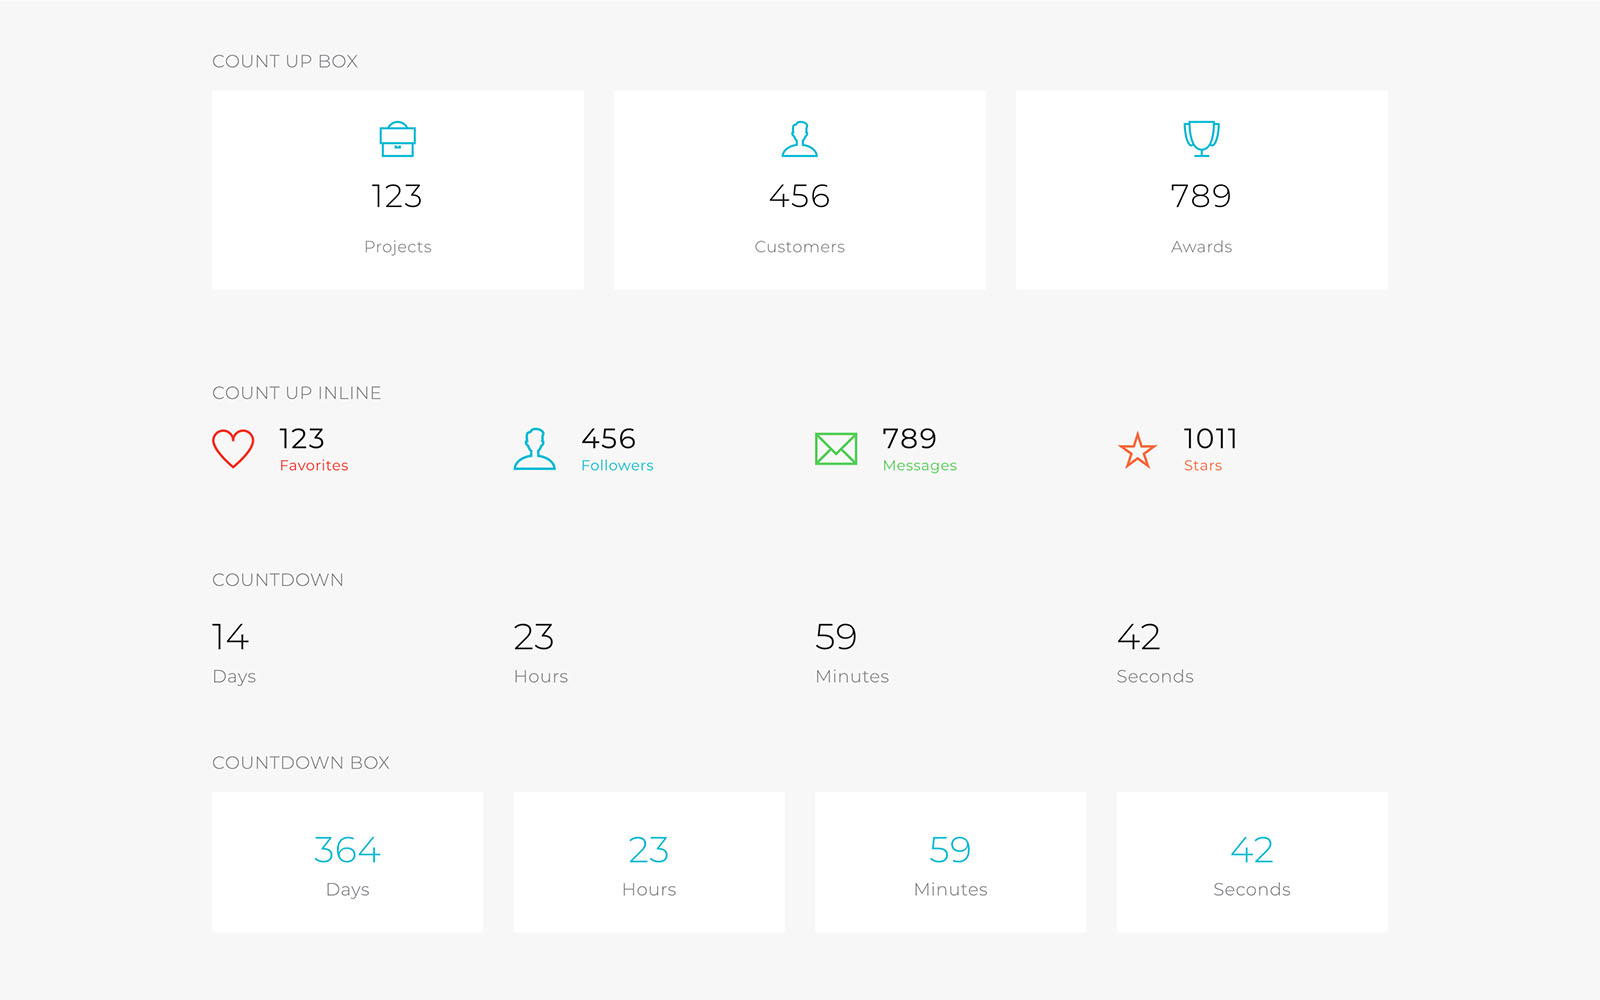 COUNT UP BOX
123
456
789
Projects
Customers
Awards
COUNT UP INLINE
123
Favorites
456
Followers
789
Messages
1011
Stars
COUNTDOWN
14
Days
23
Hours
59
Minutes
42
Seconds
COUNTDOWN BOX
364
Days
23
Hours
59
Minutes
42
Seconds